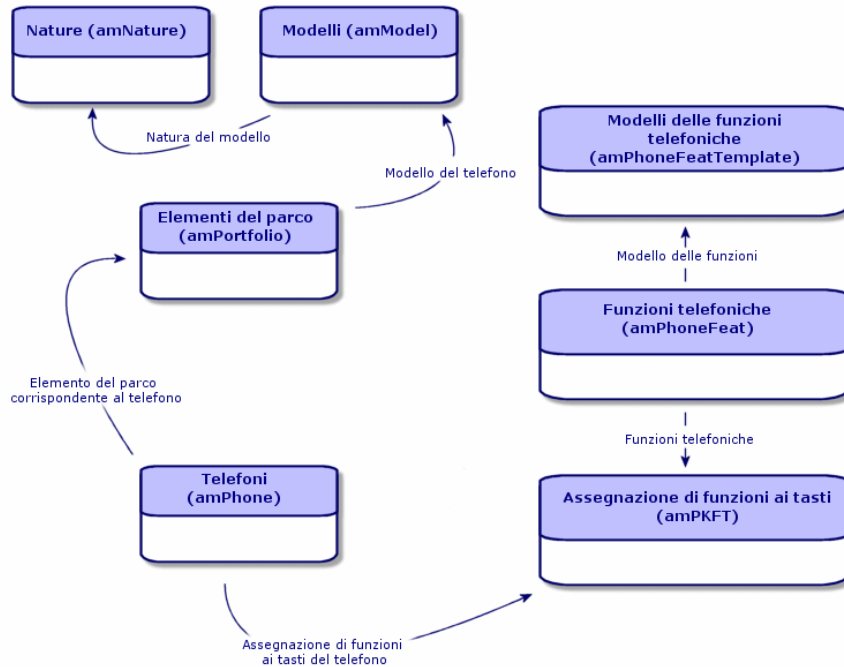 Nature (amNature)
Modelli (amModel)
Natura del modello
Modelli delle funzioni
telefoniche
(amPhoneFeatTemplate)
Modello del telefono
Elementi del parco
(amPortfolio)
Modello delle funzioni
Funzioni telefoniche
(amPhoneFeat)
Elemento del parco
corrispondente al telefono
Funzioni telefoniche
Telefoni
(amPhone)
Assegnazione di funzioni ai tasti
(amPKFT)
Assegnazione di funzioni
ai tasti del telefono